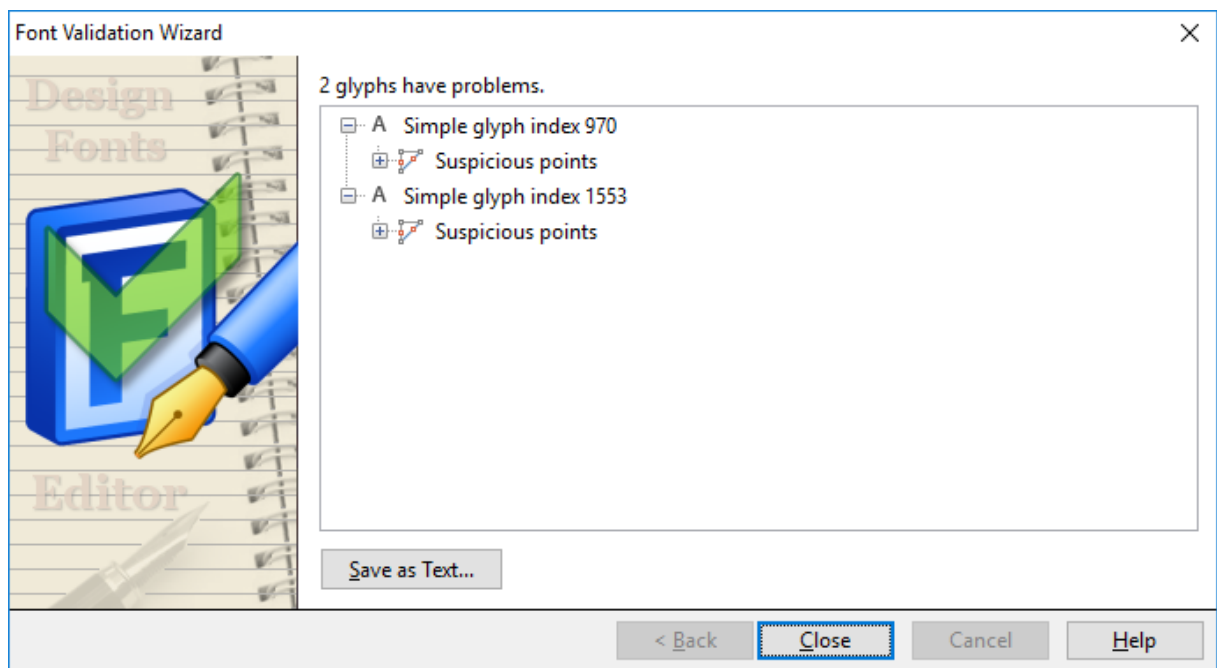 Font Validation Wizard
Design
Fonts
Editor
2 glyphs have problems.
A Simple glyph index 970
Suspicious points
A Simple glyph index 1553
Suspicious points
Save as Text...
< Back Close Cancel Help